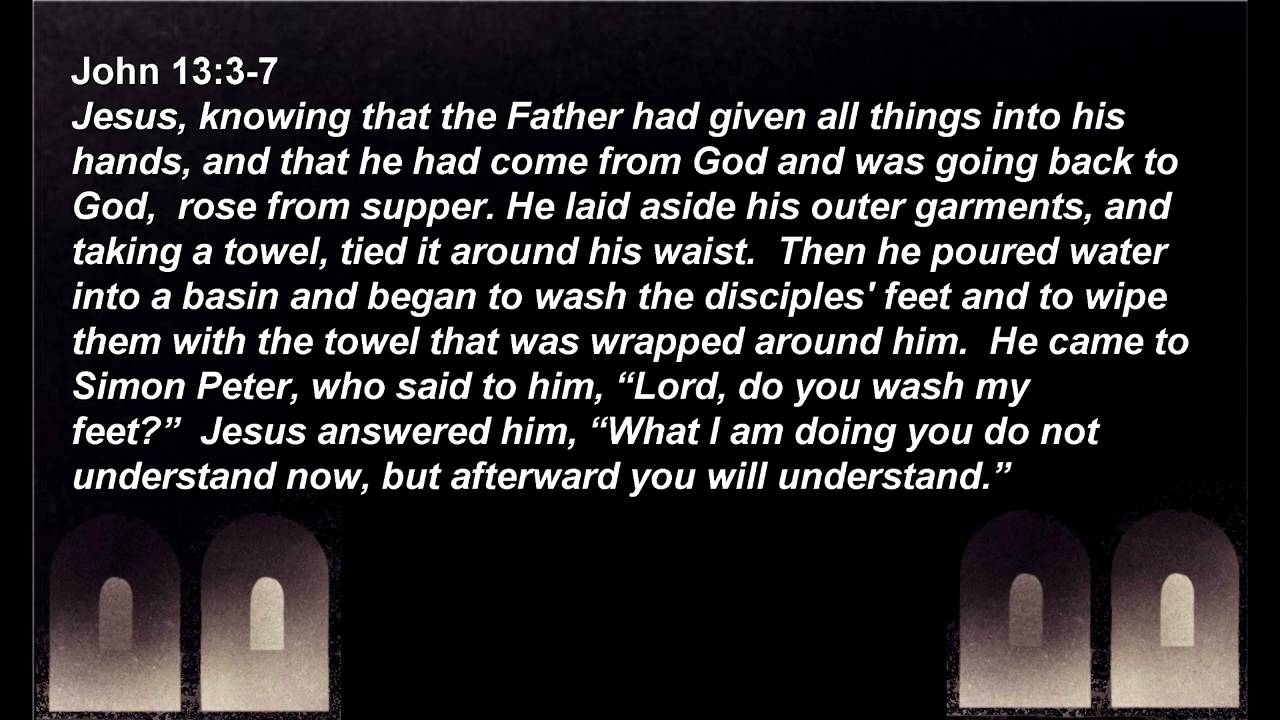 John 13:3-7
Jesus, knowing that the Father had given all things into his
hands, and that he had come from God and was going back to
God,  rose from supper. He laid aside his outer garments, and
taking a towel, tied it around his waist.  Then he poured water
into a basin and began to wash the disciples' feet and to wipe
them with the towel that was wrapped around him.  He came to
Simon Peter, who said to him, “Lord, do you wash my
feet?”  Jesus answered him, “What I am doing you do not
understand now, but afterward you will understand.”